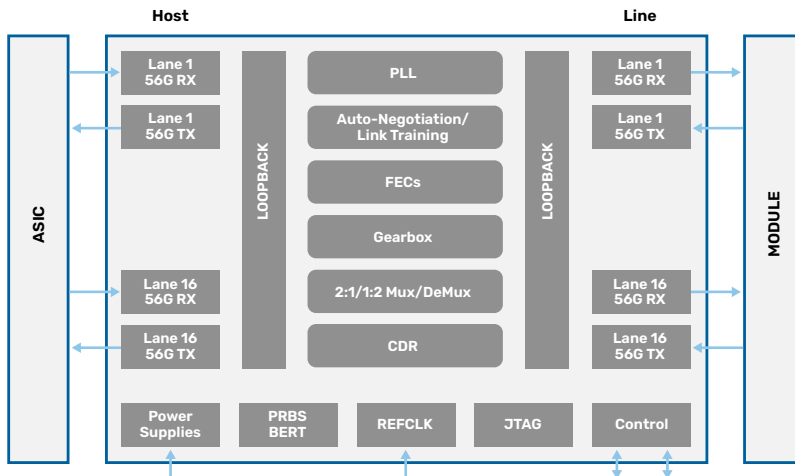 Host
Line
ASIC
Lane 1
56G RX
Lane 1
56G TX
Lane 16
56G RX
Lane 16
56G TX
LOOPBACK
PLL
Auto-Negotiation/
Link Training
FECs
Gearbox
2:1/1:2 Mux/DeMux
CDR
LOOPBACK
Lane 1
56G RX
Lane 1
56G TX
Lane 16
56G RX
Lane 16
56G TX
MODULE
Power
Supplies
PRBS
BERT
REFCLK
JTAG
Control